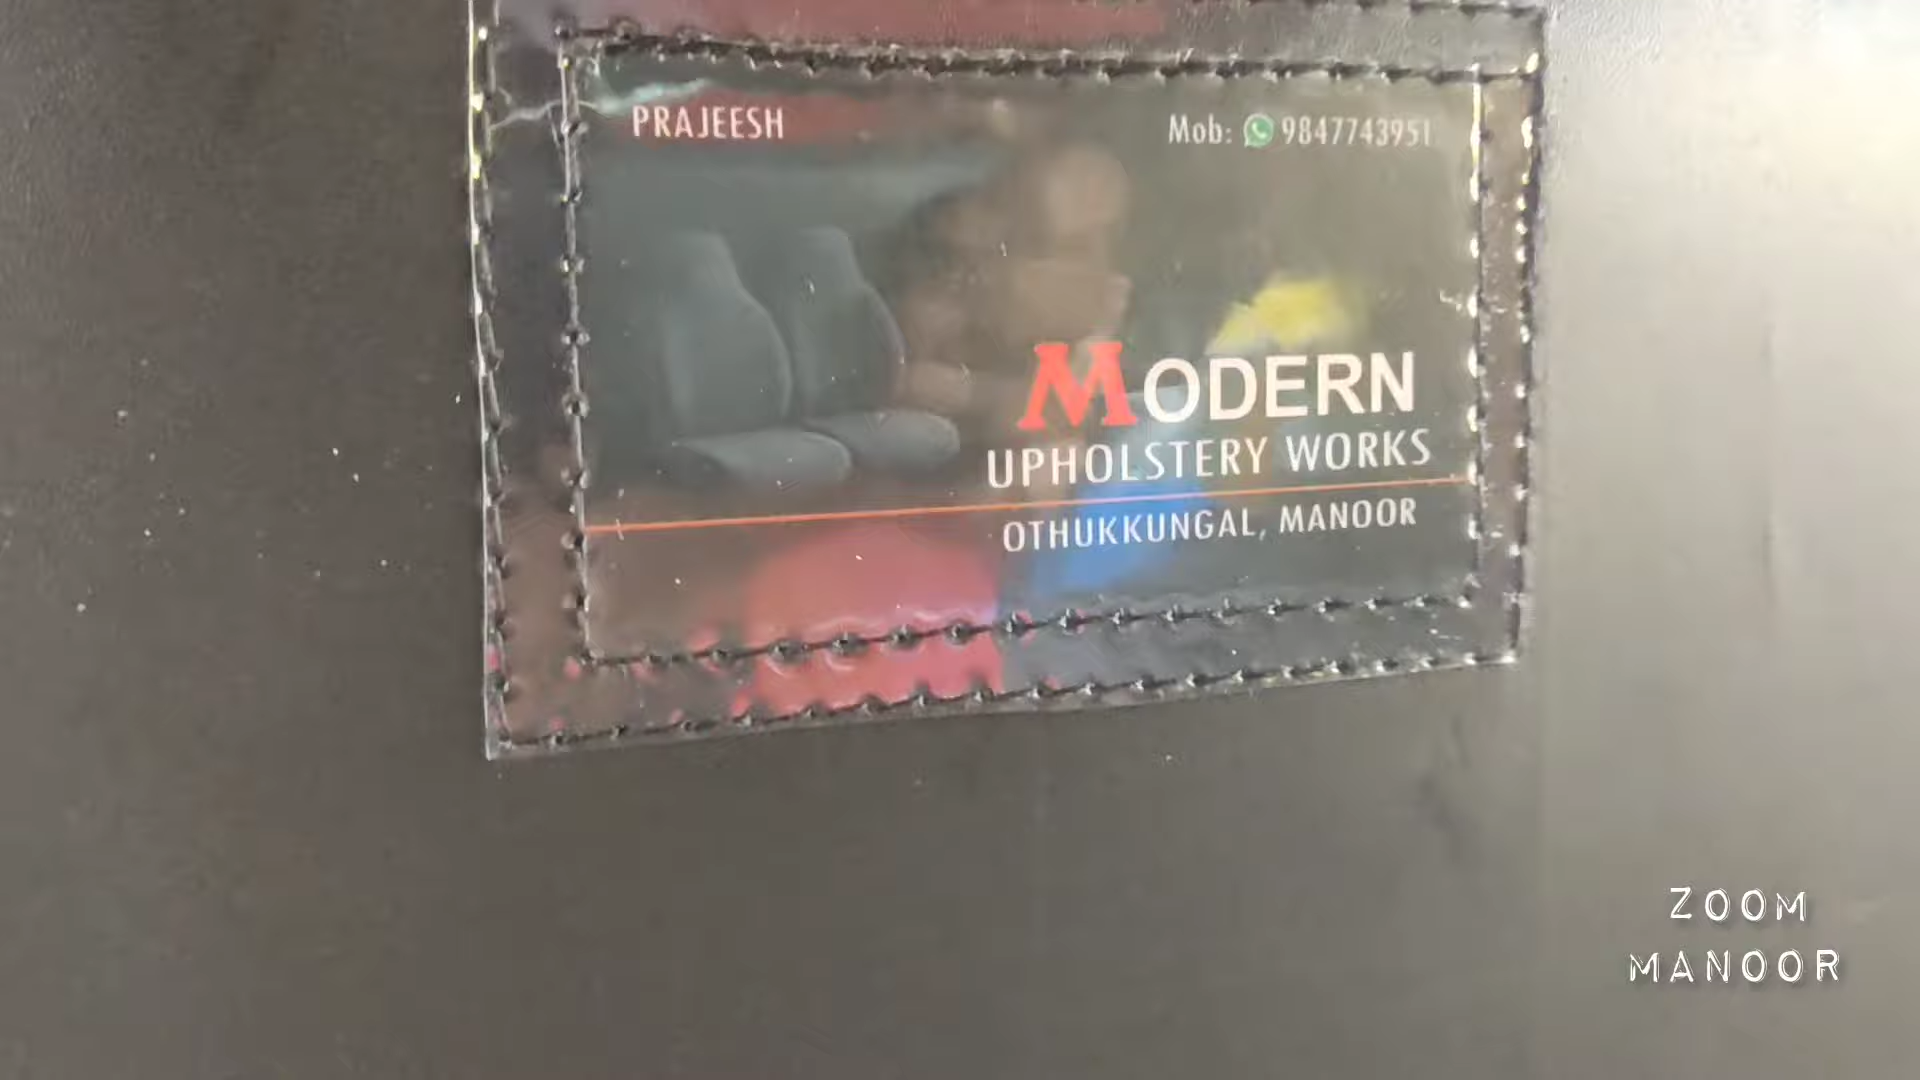 PRAJEESH
Mob: 9847743951
MODERN
UPHOLSTERY WORKS
OTHUKKUNGAL, MANOOR
ZOOM
MANOOR